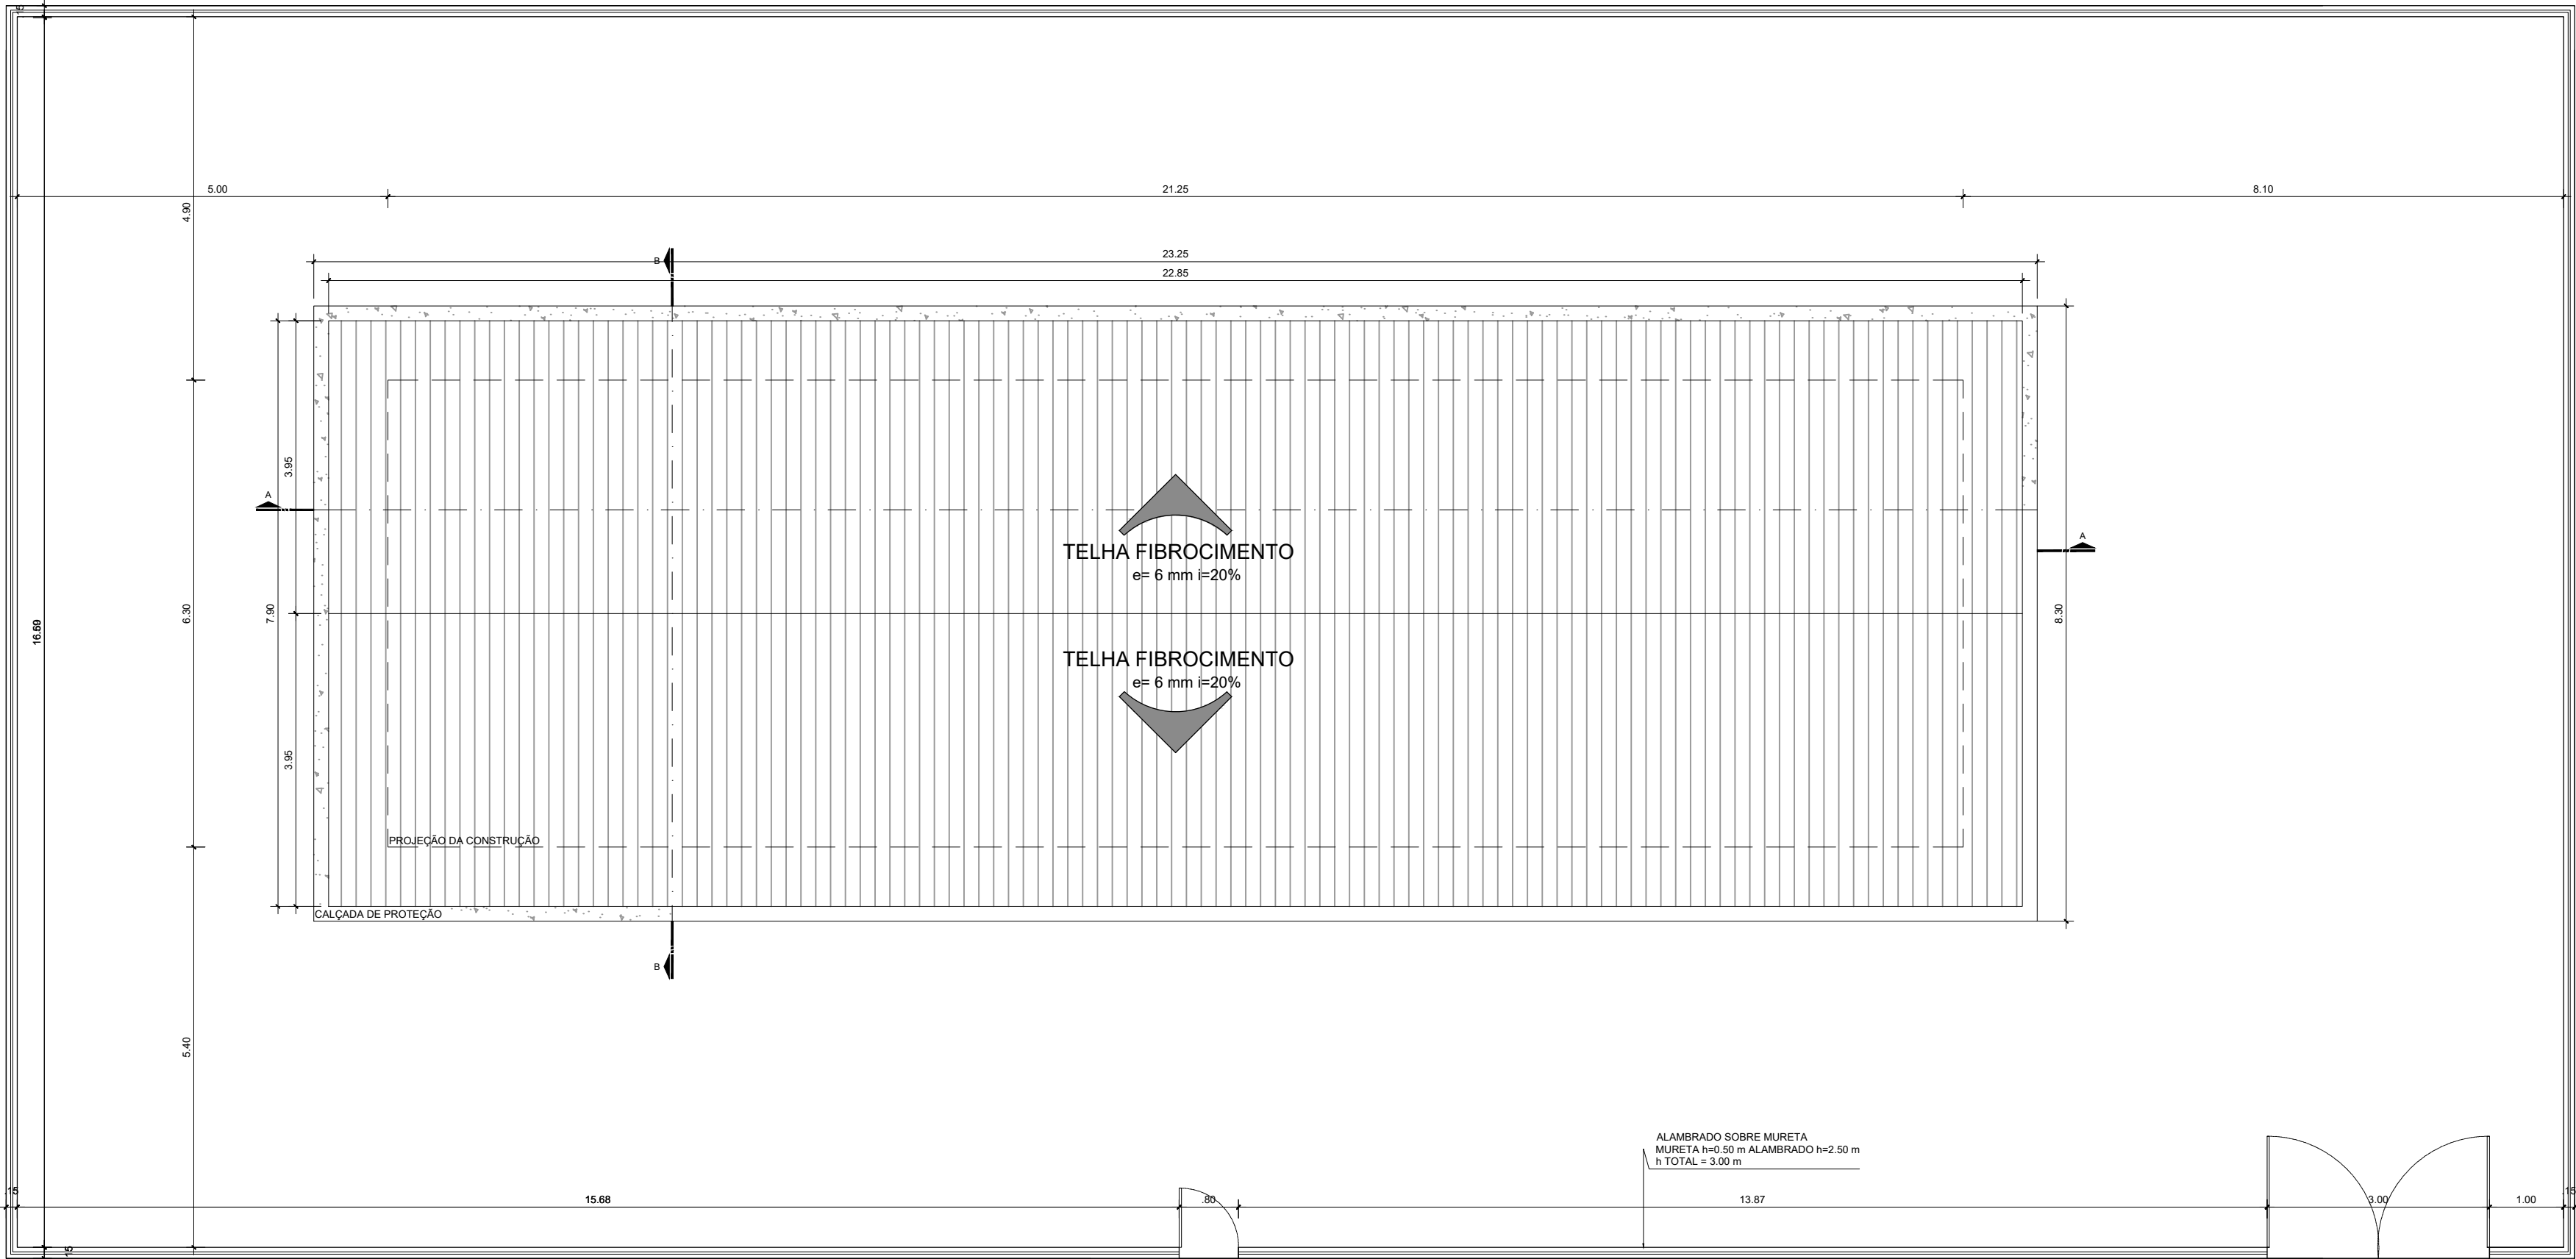 .15
5.00
21.25
8.10
4.90
23.25
B
22.85
3.95
A
A
TELHA FIBROCIMENTO
e= 6 mm i=20%
16.60
6.30
7.90
8.30
TELHA FIBROCIMENTO
e= 6 mm i=20%
3.95
PROJEÇÃO DA CONSTRUÇÃO
CALÇADA DE PROTEÇÃO
B
5.40
ALAMBRADO SOBRE MURETA
MURETA h=0.50 m ALAMBRADO h=2.50 m
h TOTAL = 3.00 m
.15
15.68
.80
13.87
3.00
1.00
.15
.15